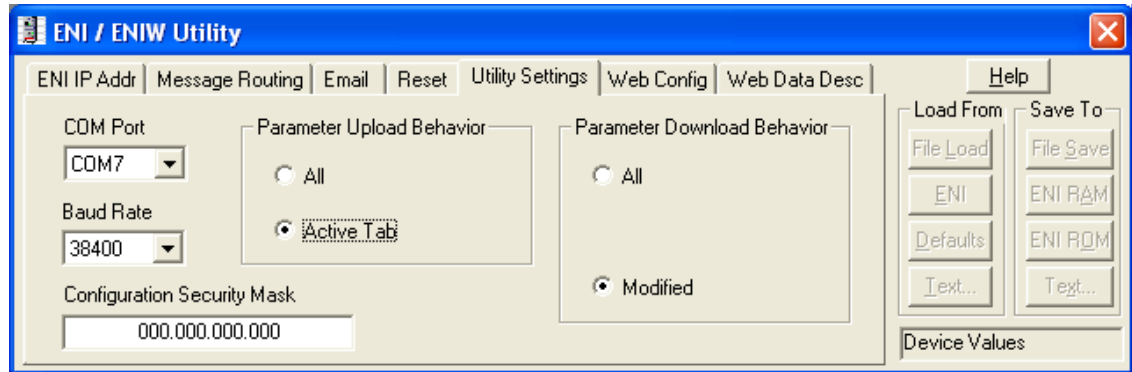 ENI / ENIW Utility
ENI IP Addr Message Routing Email Reset Utility Settings Web Config Web Data Desc
Help
COM Port
COM7
Baud Rate
38400
Configuration Security Mask
000.000.000.000
Parameter Upload Behavior
All
Active Tab
Parameter Download Behavior
All
Modified
Load From
File Load
ENI
Defaults
Text...
Save To
File Save
ENI RAM
ENI ROM
Text...
Device Values